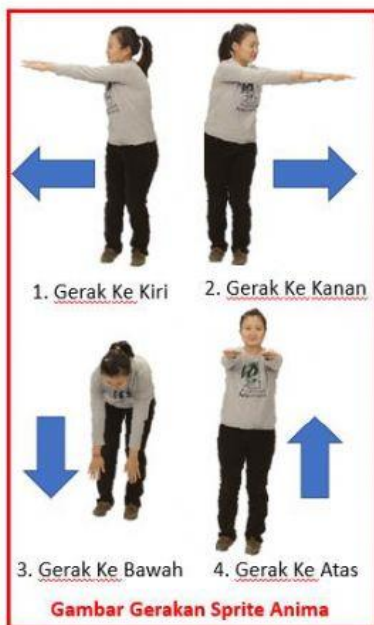 1. Gerak Ke Kiri
2. Gerak Ke Kanan
3. Gerak Ke Bawah
4. Gerak Ke Atas
Gambar Gerakan Sprite Anima